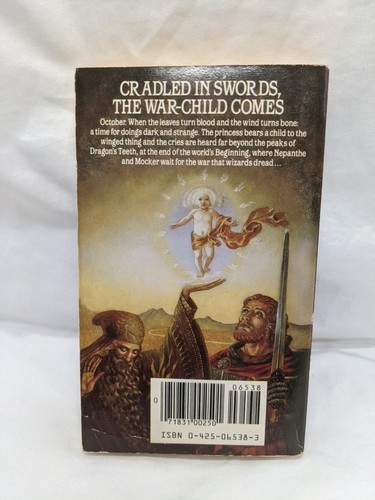 CRADLED IN SWORDS,
THE WAR-CHILD COMES
October. When the leaves turn blood and the wind turns bone:
a time for doings dark and strange. The princess bears a child to the
winged thing and the cries are heard far beyond the peaks of
Dragon's Teeth, at the end of the world's Beginning, where Nepanthe
and Mocker wait for the war that wizards dread...
06538
0
71831 00250
ISBN 0-425-06538-3